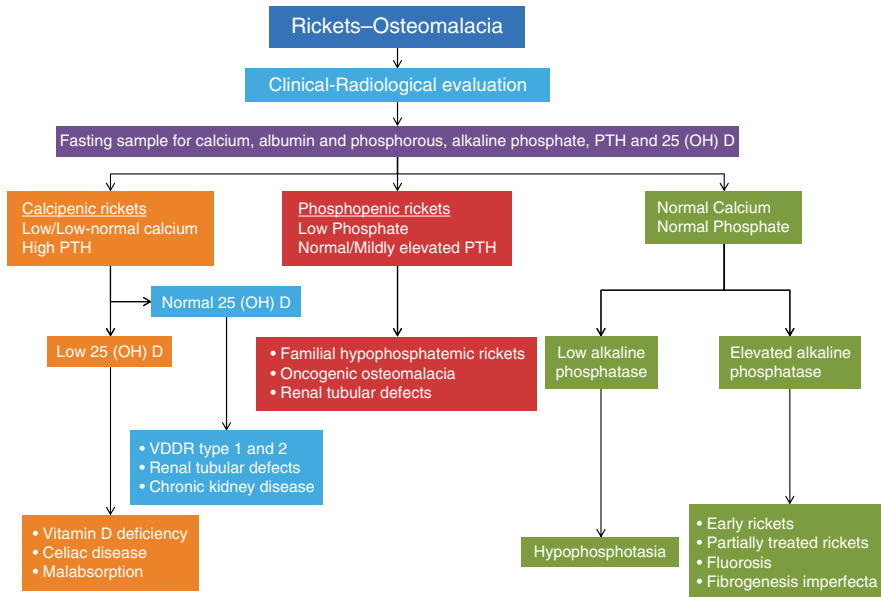 Rickets–Osteomalacia
Clinical-Radiological evaluation
Fasting sample for calcium, albumin and phosphorous, alkaline phosphate, PTH and 25 (OH) D
Calcipenic rickets
Low/Low-normal calcium
High PTH
Phosphopenic rickets
Low Phosphate
Normal/Mildly elevated PTH
Normal Calcium
Normal Phosphate
Normal 25 (OH) D
Low 25 (OH) D
• Familial hypophosphatemic rickets
• Oncogenic osteomalacia
• Renal tubular defects
Low alkaline
phosphatase
Elevated alkaline
phosphatase
• VDDR type 1 and 2
• Renal tubular defects
• Chronic kidney disease
• Vitamin D deficiency
• Celiac disease
• Malabsorption
Hypophosphotasia
• Early rickets
• Partially treated rickets
• Fluorosis
• Fibrogenesis imperfecta